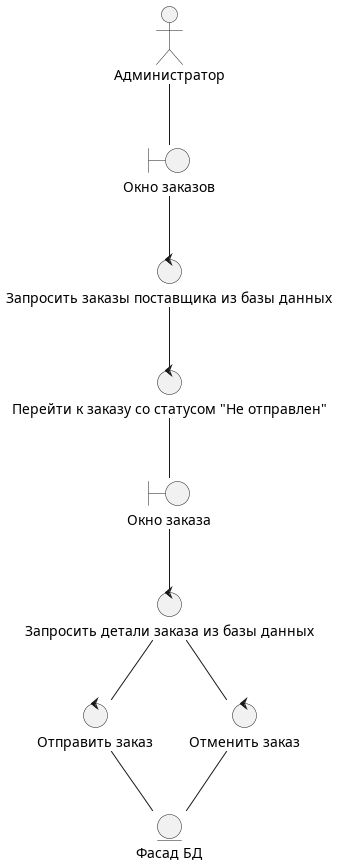 Администратор
Окно заказов
Запросить заказы поставщика из базы данных
Перейти к заказу со статусом "Не отправлен"
Окно заказа
Запросить детали заказа из базы данных
Отправить заказ
Отменить заказ
Фасад БД